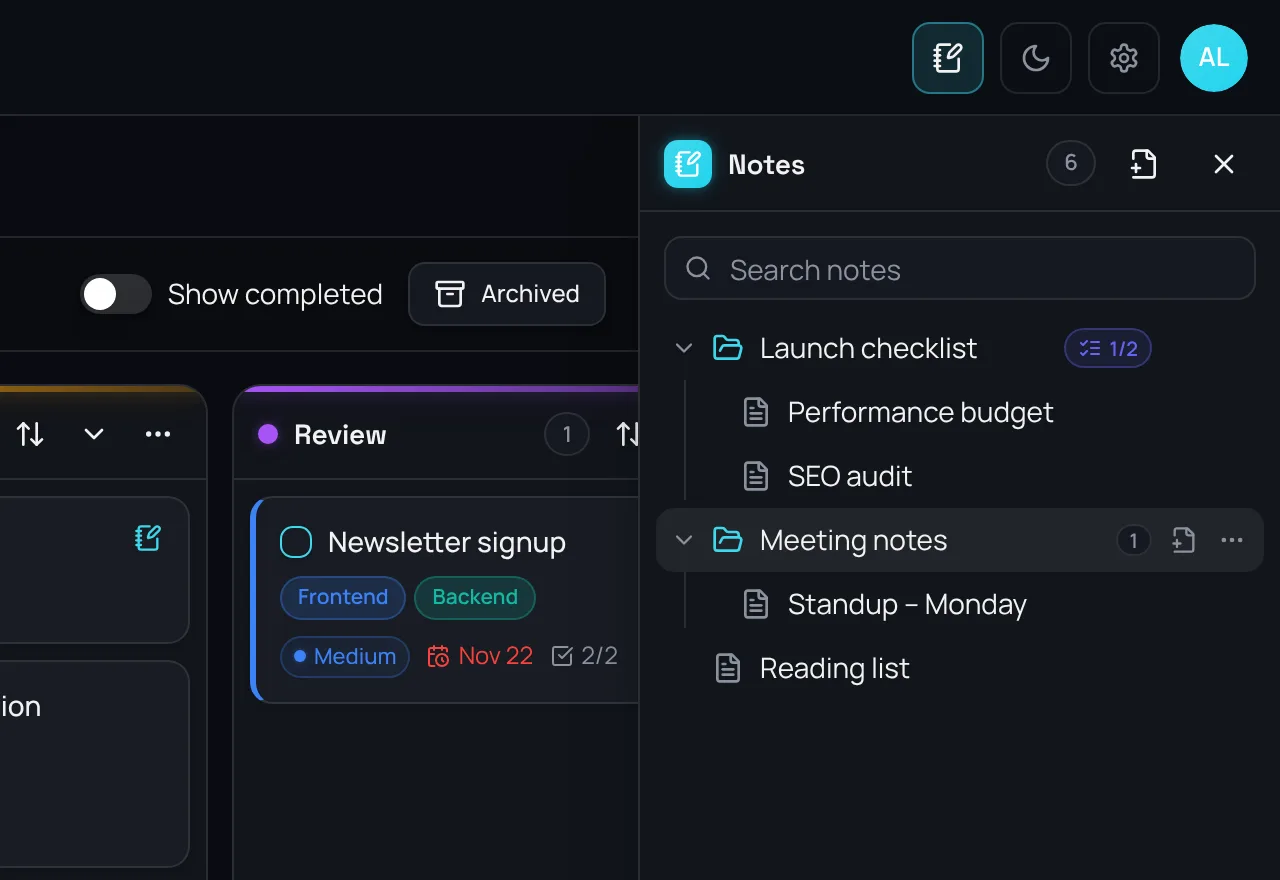 AL
Notes
6
Search notes
Show completed
Archived
Launch checklist
1/2
Performance budget
SEO audit
Meeting notes
1
Standup – Monday
Reading list
Review
1
Newsletter signup
Frontend
Backend
Medium
Nov 22
2/2
ion